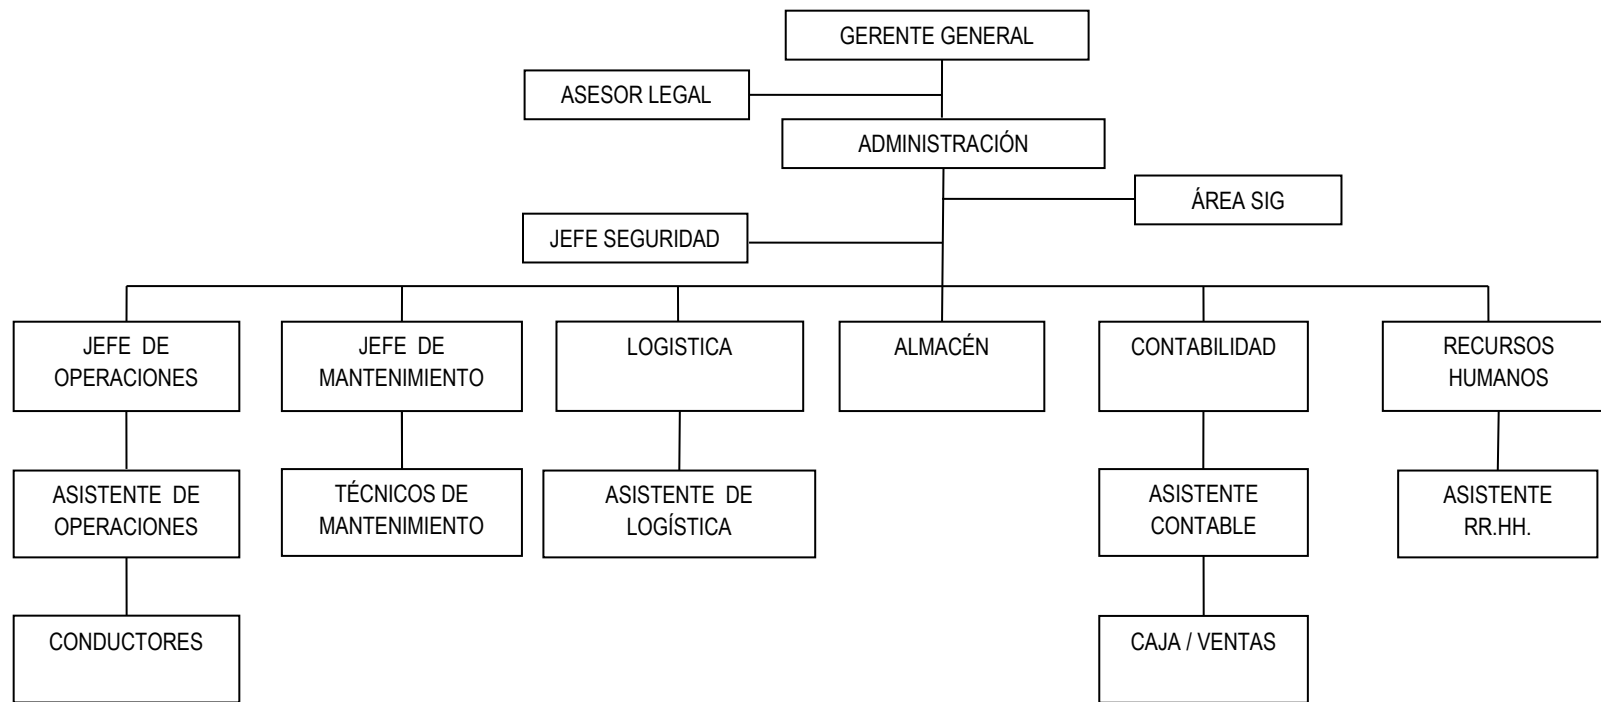 GERENTE GENERAL
ASESOR LEGAL
ADMINISTRACIÓN
ÁREA SIG
JEFE SEGURIDAD
JEFE DE
OPERACIONES
JEFE DE
MANTENIMIENTO
LOGISTICA
ALMACÉN
CONTABILIDAD
RECURSOS
HUMANOS
ASISTENTE DE
OPERACIONES
TÉCNICOS DE
MANTENIMIENTO
ASISTENTE DE
LOGÍSTICA
ASISTENTE
CONTABLE
ASISTENTE
RR.HH.
CONDUCTORES
CAJA / VENTAS